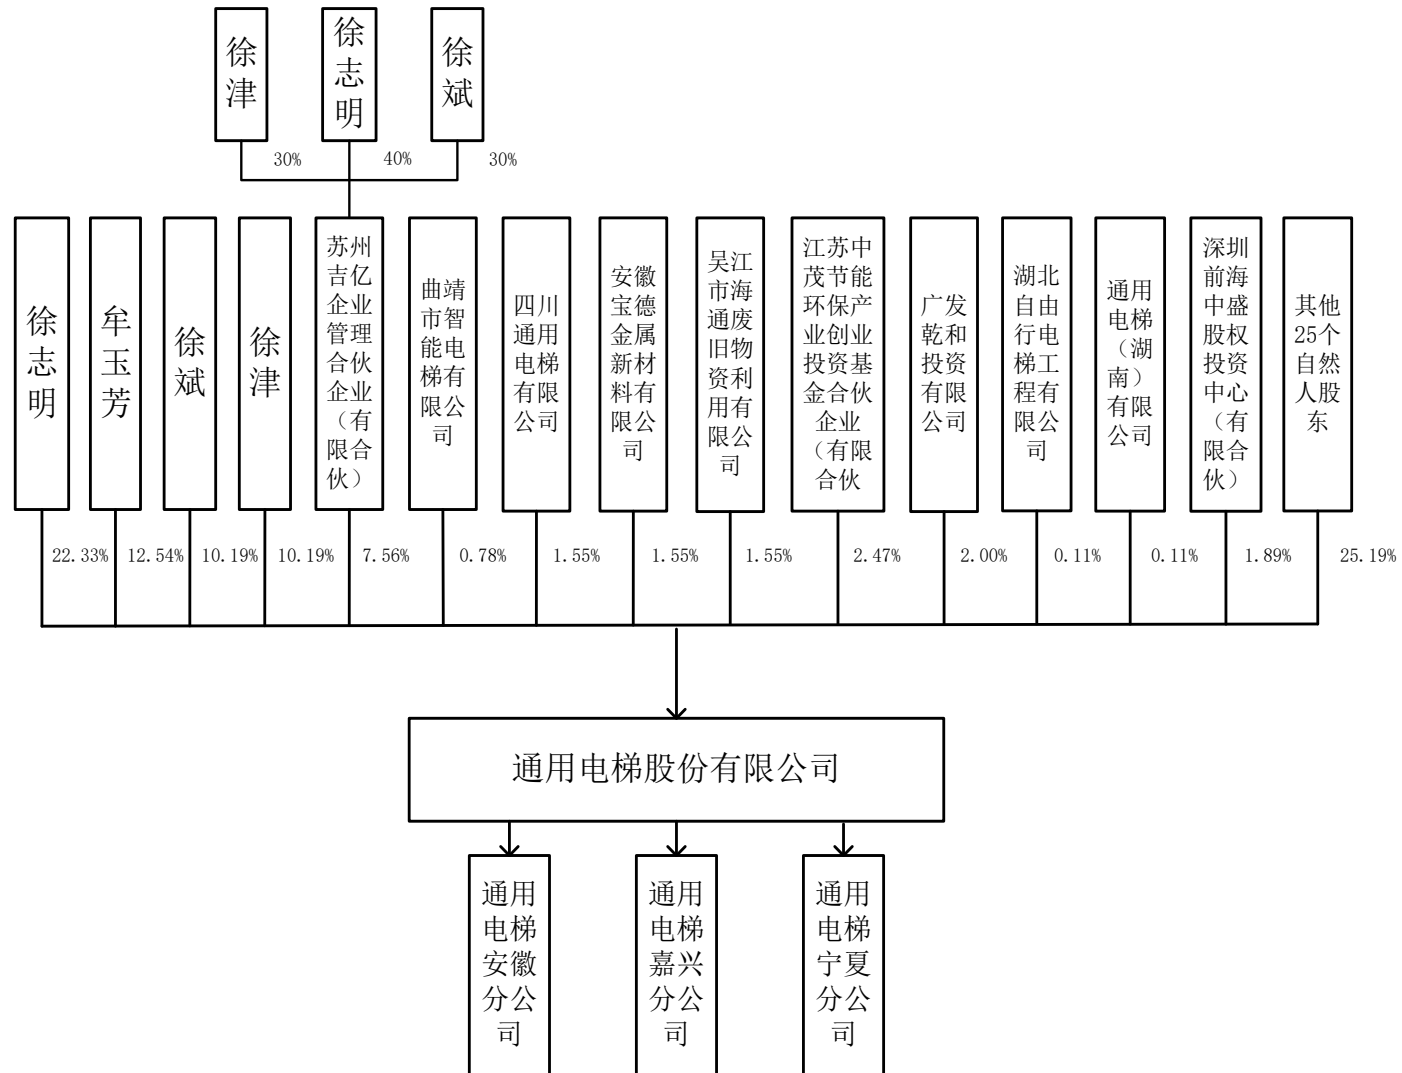 徐津
徐志明
徐斌
30%
40%
30%
徐志明
牟玉芳
徐斌
徐津
苏州
吉亿
企业
管理
合伙
企业
（有
限合
伙）
曲靖
市智
能电
梯有
限公
司
四川
通用
电梯
有限
公司
安徽
宝德
金属
新材
料有
限公
司
吴江
市海
通废
旧物
资利
用有
限公
司
江苏中
茂节能
环保产
业创业
投资基
金合伙
企业
（有限
合伙
广发
乾和
投资
有限
公司
湖北
自由
行电
梯工
程有
限公
司
通用
电梯
（湖
南）
有限
公司
深圳
前海
中盛
股权
投资
中心
（有
限合
伙）
其他
25个
自然
人股
东
22.33%
12.54%
10.19%
10.19%
7.56%
0.78%
1.55%
1.55%
1.55%
2.47%
2.00%
0.11%
0.11%
1.89%
25.19%
通用电梯股份有限公司
通用
电梯
安徽
分公
司
通用
电梯
嘉兴
分公
司
通用
电梯
宁夏
分公
司